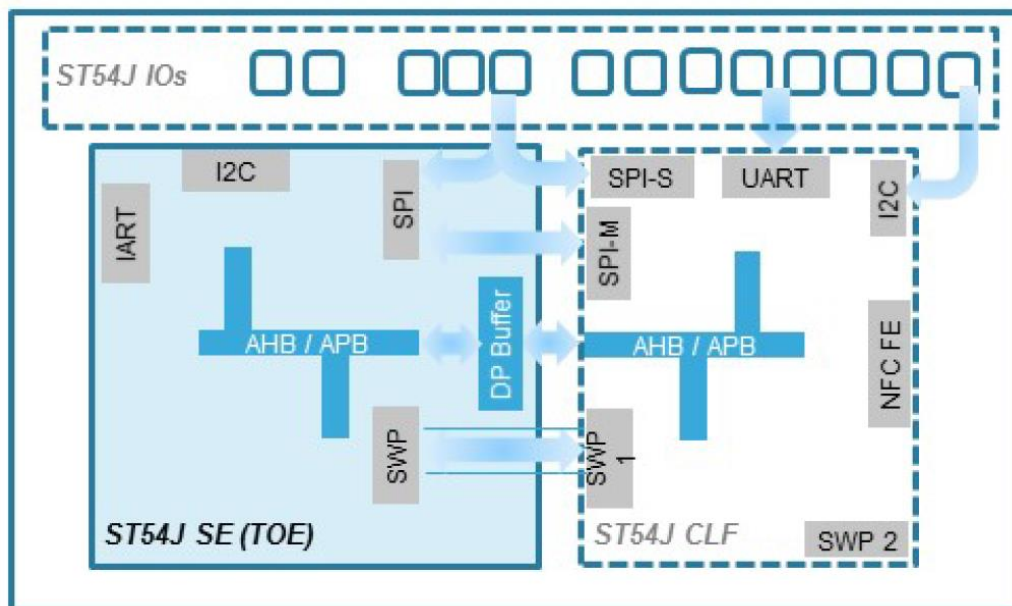 ST54J IOs
I2C
IART
SPI
AHB / APB
DP Buffer
SWP
ST54J SE (TOE)
SPI-S
UART
I2C
SPI-M
AHB / APB
NFC FE
SWP
1
ST54J CLF
SWP 2